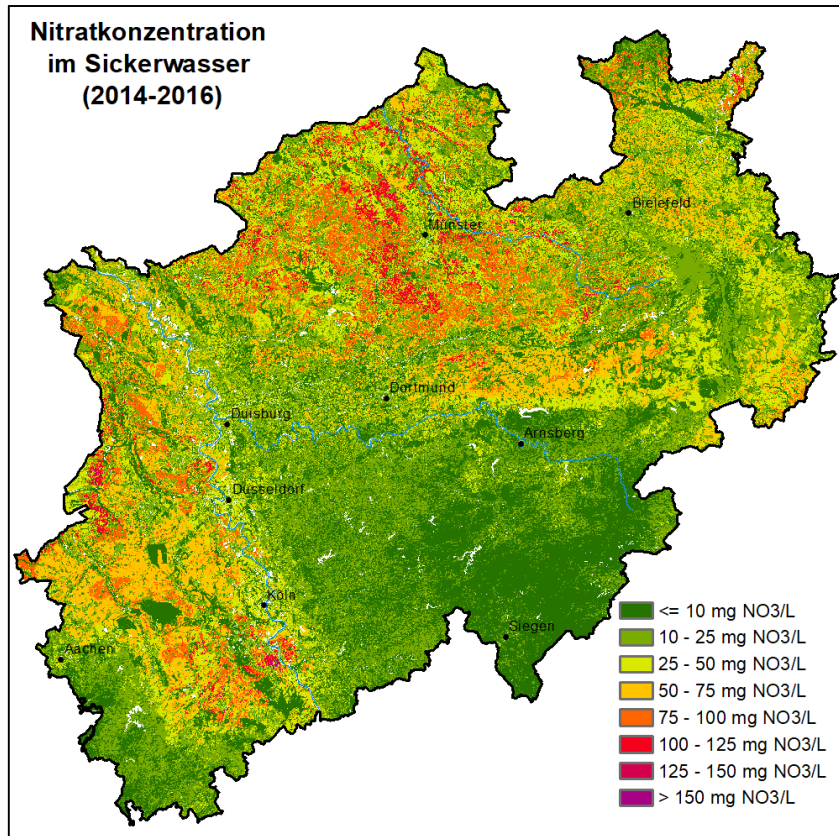 Nitratkonzentration
im Sickerwasser
(2014-2016)
Bielefeld
Münster
Dortmund
Duisburg
Arnsberg
Düsseldorf
Köln
Siegen
Aachen
<= 10 mg NO3/L
10 - 25 mg NO3/L
25 - 50 mg NO3/L
50 - 75 mg NO3/L
75 - 100 mg NO3/L
100 - 125 mg NO3/L
125 - 150 mg NO3/L
> 150 mg NO3/L